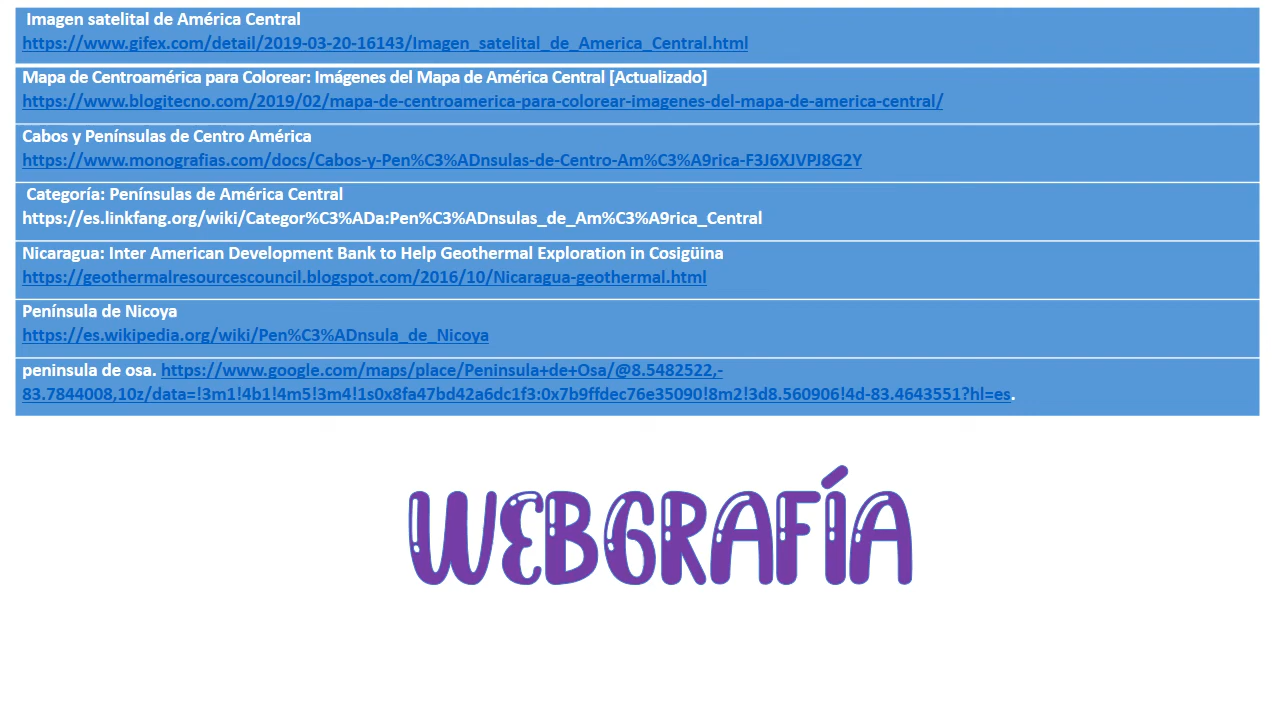 Imagen satelital de América Central
https://www.gifex.com/detail/2019-03-20-16143/Imagen_satelital_de_America_Central.html
Mapa de Centroamérica para Colorear: Imágenes del Mapa de América Central [Actualizado]
https://www.blogitecno.com/2019/02/mapa-de-centroamerica-para-colorear-imagenes-del-mapa-de-america-central/
Cabos y Penínsulas de Centro América
https://www.monografias.com/docs/Cabos-y-Pen%C3%ADnsulas-de-Centro-Am%C3%A9rica-F3J6XJVPJ8G2Y
Categoría: Penínsulas de América Central
https://es.linkfang.org/wiki/Categor%C3%ADa:Pen%C3%ADnsulas_de_Am%C3%A9rica_Central
Nicaragua: Inter American Development Bank to Help Geothermal Exploration in Cosigüina
https://geothermalresourcescouncil.blogspot.com/2016/10/Nicaragua-geothermal.html
Península de Nicoya
https://es.wikipedia.org/wiki/Pen%C3%ADnsula_de_Nicoya
peninsula de osa. https://www.google.com/maps/place/Peninsula+de+Osa/@8.5482522,-
83.7844008,10z/data=!3m1!4b1!4m5!3m4!1s0x8fa47bd42a6dc1f3:0x7b9ffdec76e35090!8m2!3d8.560906!4d-83.4643551?hl=es.
WEBGRAFÍA